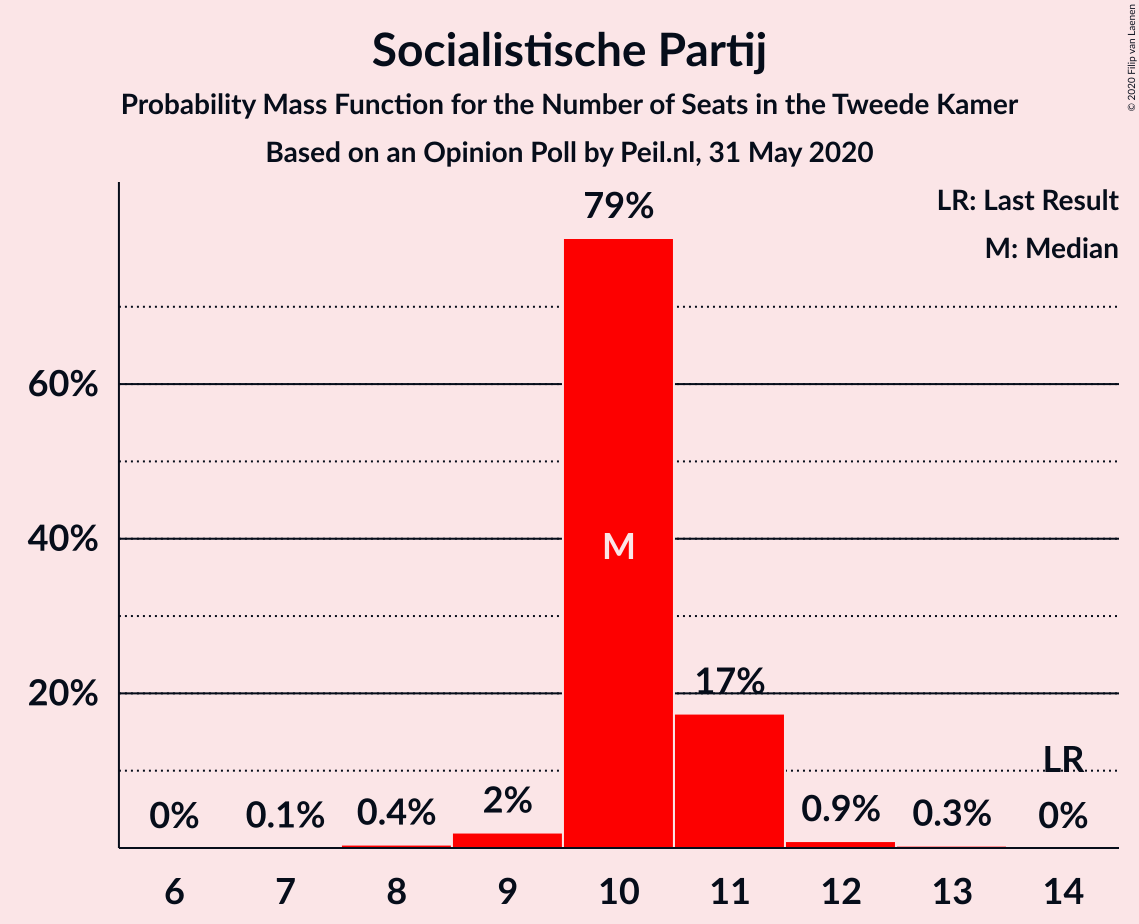 Socialistische Partij
Probability Mass Function for the Number of Seats in the Tweede Kamer
Based on an Opinion Poll by Peil.nl, 31 May 2020
© 2020 Filip van Laenen
LR: Last Result
M: Median
79%
60%
40%
M
20%
17%
LR
0% 0.1% 0.4% 2% 0.9% 0.3% 0%
6 7 8 9 10 11 12 13 14